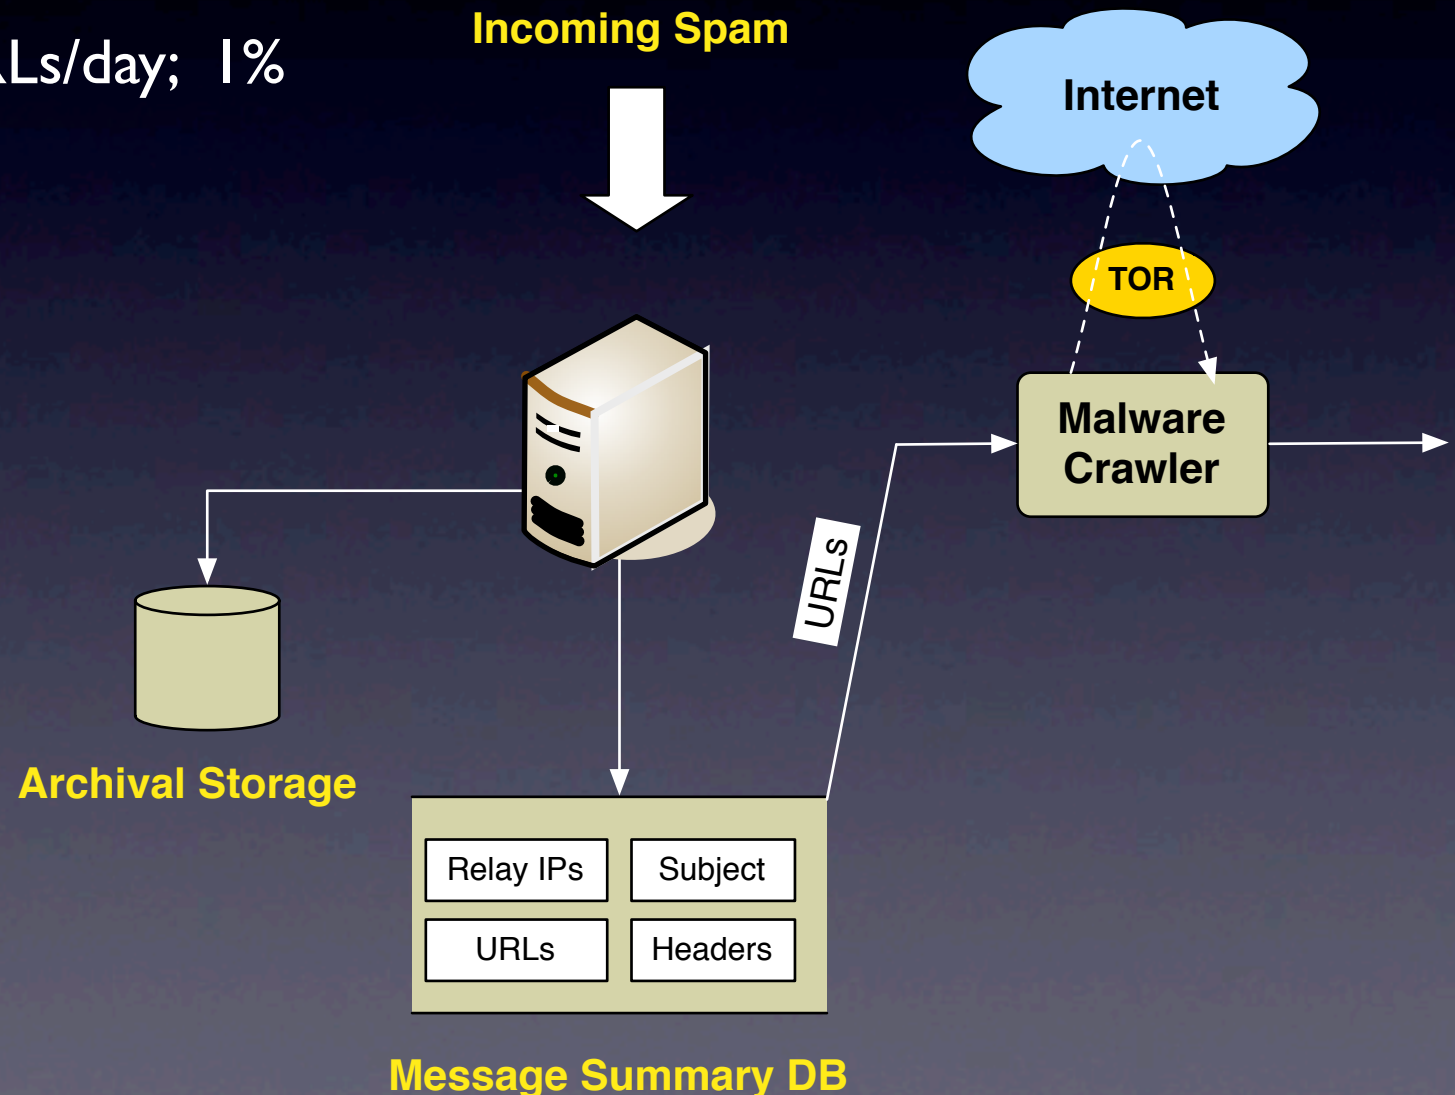 Incoming Spam
Ls/day; 1%
Internet
TOR
Malware
Crawler
URLs
Archival Storage
Relay IPs
Subject
URLs
Headers
Message Summary DB